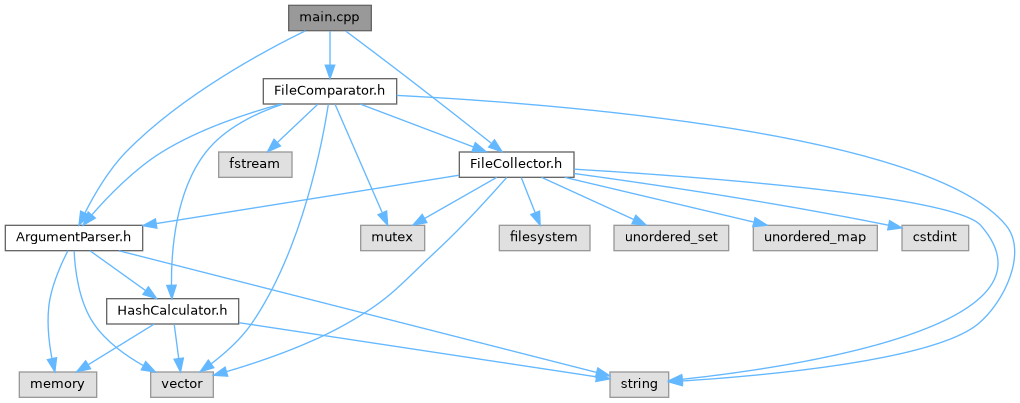 main.cpp
FileComparator.h
fstream
FileCollector.h
ArgumentParser.h
mutex
filesystem
unordered_set
unordered_map
cstdint
HashCalculator.h
memory
vector
string